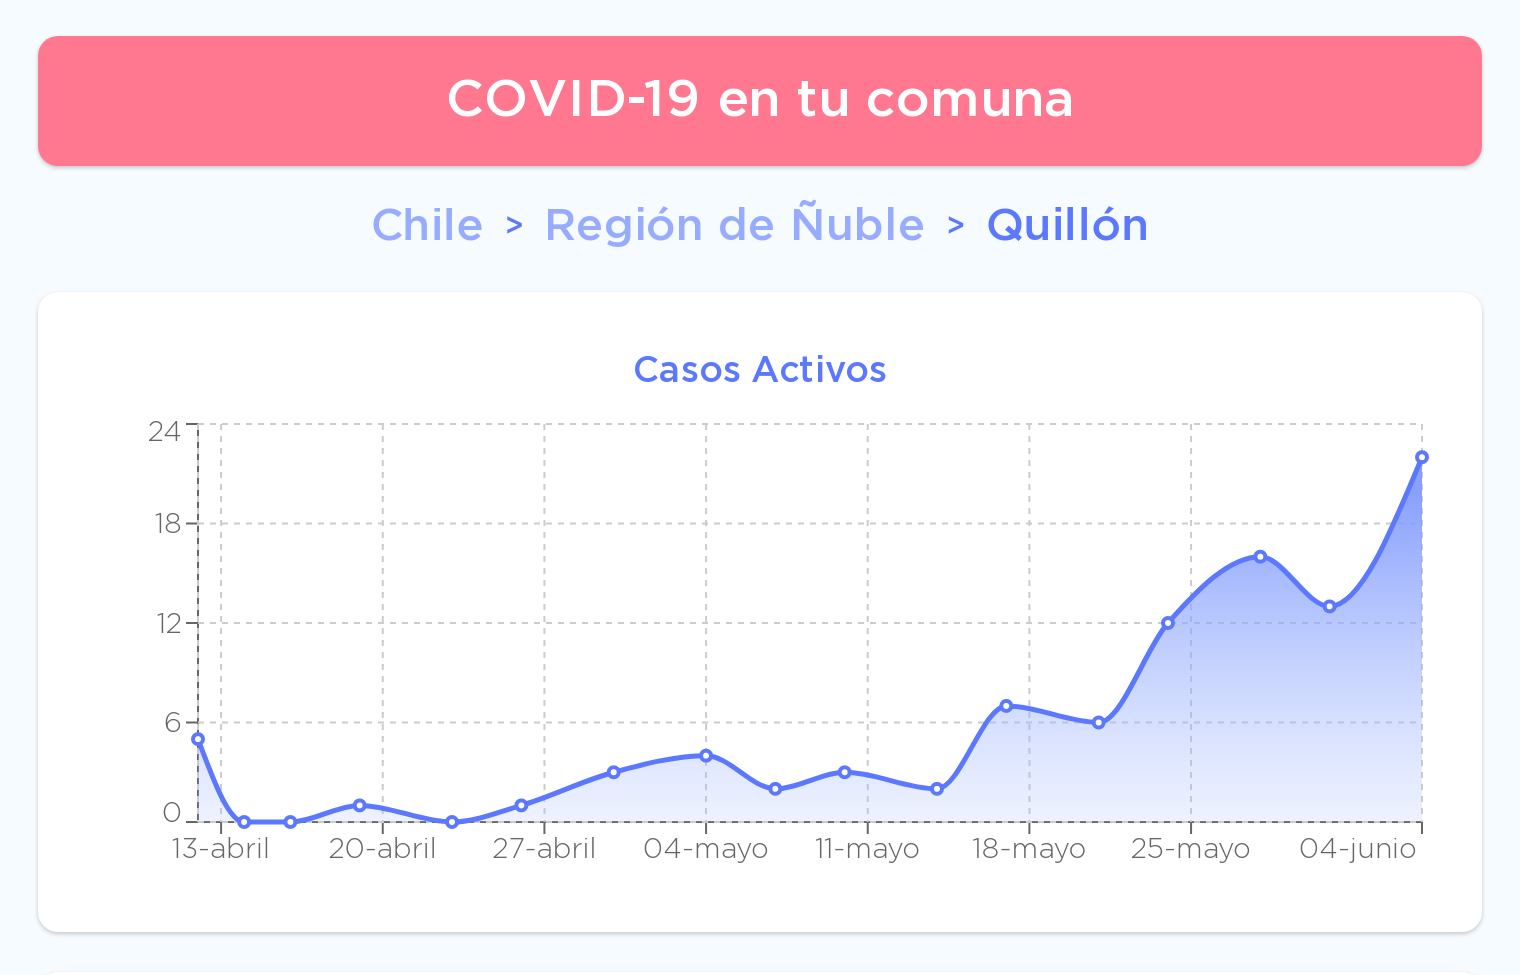 COVID-19 en tu comuna
Chile > Región de Ñuble > Quillón
Casos Activos
24
18
12
6
0
13-abril 20-abril 27-abril 04-mayo 11-mayo 18-mayo 25-mayo 04-junio